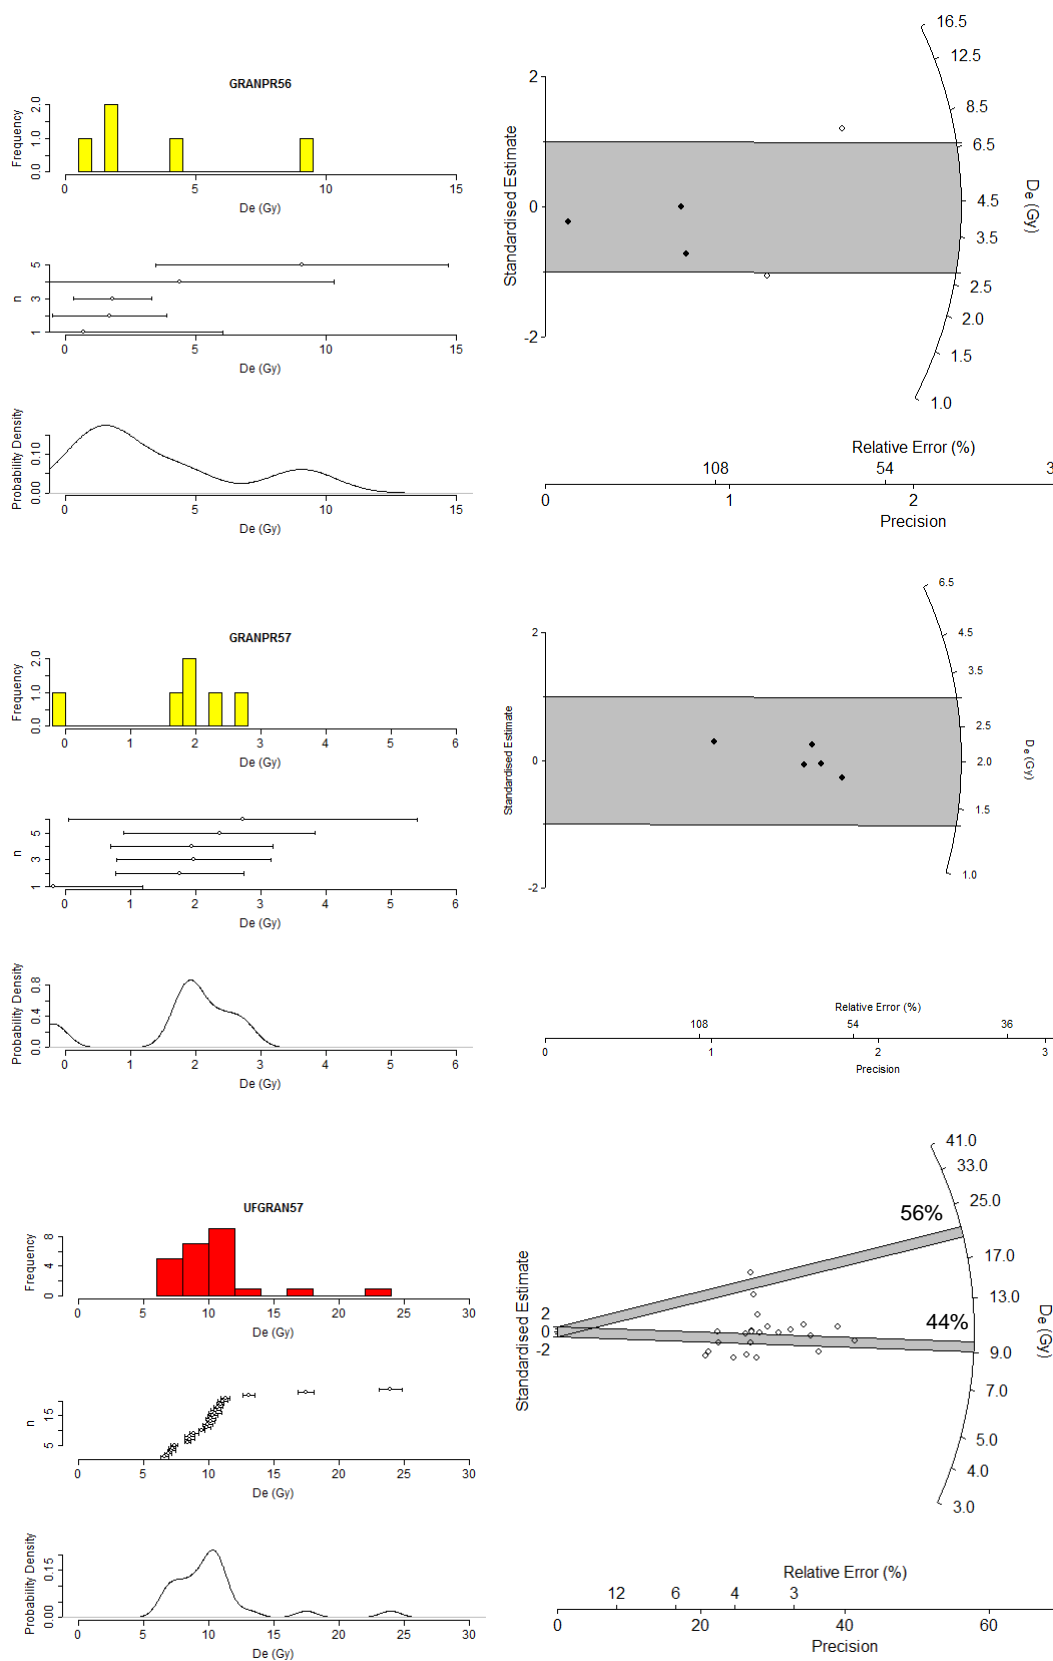 GRANPR56
Frequency
0.0 1.0 2.0
0 5 10 15
De (Gy)
n
1 3 5
0 5 10 15
De (Gy)
Probability Density
0.00 0.10
0 5 10 15
De (Gy)
Standardised Estimate
2
0
-2
16.5
12.5
8.5
6.5
4.5
3.5
2.5
2.0
1.5
1.0
De (Gy)
Relative Error (%)
108 54 3
0 1 2
Precision
GRANPR57
Frequency
0.0 1.0 2.0
0 1 2 3 4 5 6
De (Gy)
n
1 3 5
0 1 2 3 4 5 6
De (Gy)
Probability Density
0.0 0.4 0.8
0 1 2 3 4 5 6
De (Gy)
Standardised Estimate
2
0
-2
6.5
4.5
3.5
2.5
2.0
1.5
1.0
De (Gy)
Relative Error (%)
108 54 36
0 1 2 3
Precision
UFGRAN57
Frequency
0 4 8
0 5 10 15 20 25 30
De (Gy)
n
5 15
0 5 10 15 20 25 30
De (Gy)
Probability Density
0.00 0.15
0 5 10 15 20 25 30
De (Gy)
Standardised Estimate
2
0
-2
56%
44%
41.0
33.0
25.0
17.0
13.0
9.0
7.0
5.0
4.0
3.0
De (Gy)
Relative Error (%)
12 6 4 3
0 20 40 60
Precision